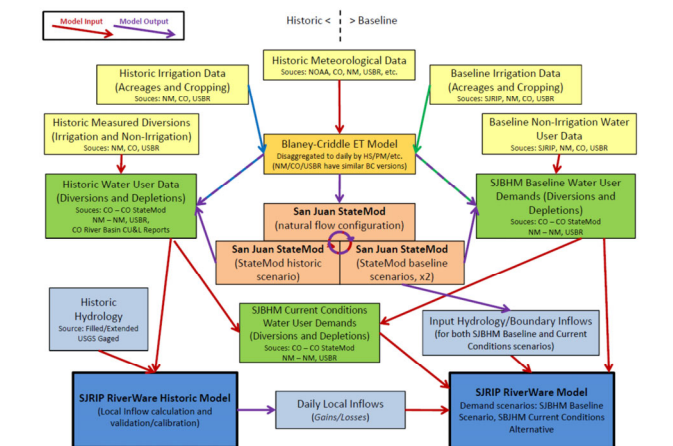 Model Input
Model Output
Historic <
> Baseline
Historic Meteorological Data
Souces: NOAA, CO, NM, USBR, etc.
Historic Irrigation Data
(Acreages and Cropping)
Souces: NM, CO, USBR
Baseline Irrigation Data
(Acreages and Cropping)
Souces: SJRIP, NM, CO, USBR
Historic Measured Diversions
(Irrigation and Non-Irrigation)
Sources: NM, CO, USBR
Blaney-Criddle ET Model
Disaggregated to daily by HS/PM/etc.
(NM/CO/USBR have similar BC versions)
Baseline Non-Irrigation Water
User Data
Sources: SJRIP, NM, CO, USBR
Historic Water User Data
(Diversions and Depletions)
Souces: CO – CO StateMod
NM – NM, USBR,
CO River Basin CU&L Reports
SJBHM Baseline Water User
Demands (Diversions and
Depletions)
Sources: CO – CO StateMod
NM – NM, USBR
San Juan StateMod
(natural flow configuration)
San Juan StateMod
(StateMod historic
scenario)
San Juan StateMod
(StateMod baseline
scenarios, x2)
Historic
Hydrology
Source: Filled/Extended
USGS Gaged
SJBHM Current Conditions
Water User Demands
(Diversions and Depletions)
Souces: CO – CO StateMod
NM – NM, USBR
Input Hydrology/Boundary Inflows
(for both SJBHM Baseline and Current
Conditions scenarios)
SJRIP RiverWare Historic Model
(Local Inflow calculation and
validation/calibration)
Daily Local Inflows
(Gains/Losses)
SJRIP RiverWare Model
Demand scenarios: SJBHM Baseline
Scenario, SBJHM Current Conditions
Alternative